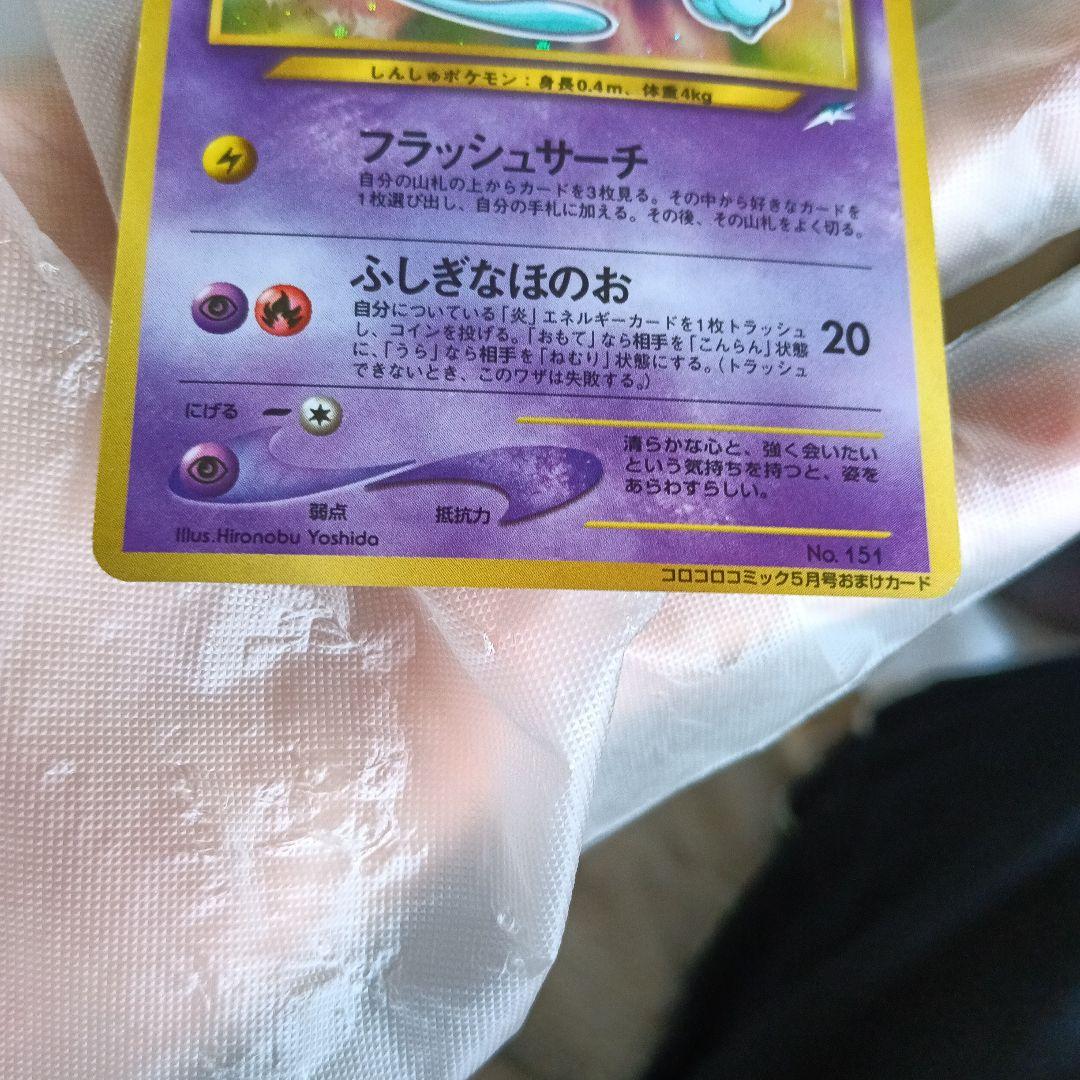 しんしゅポケモン：身長0.4m、体重4kg
フラッシュサーチ
自分の山札の上からカードを3枚見る。その中から好きなカードを
1枚選び出し、自分の手札に加える。その後、その山札をよく切る。
ふしぎなほのお
自分についている「炎」エネルギーカードを1枚トラッシュ
し、コインを投げる。「おもて」なら相手を「こんらん」状態
に、「うら」なら相手を「ねむり」状態にする。（トラッシュ
できないとき、このワザは失敗する。）
20
にげる
弱点
抵抗力
清らかな心と、強く会いたい
という気持ちを持つと、姿を
あらわすらしい。
Illus.Hironobu Yoshida
No. 151
コロコロコミック5月号おまけカード